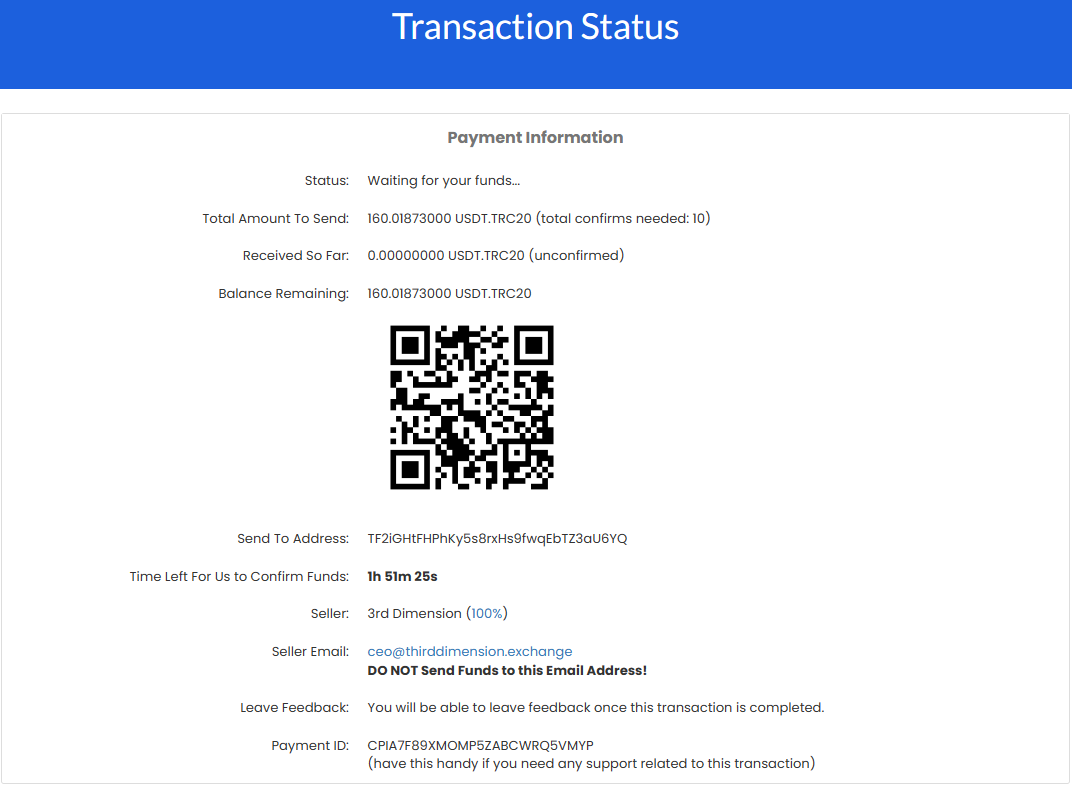 Transaction Status
Payment Information
Status: Waiting for your funds...
Total Amount To Send: 160.01873000 USDT.TRC20 (total confirms needed: 10)
Received So Far: 0.00000000 USDT.TRC20 (unconfirmed)
Balance Remaining: 160.01873000 USDT.TRC20
Send To Address: TF2iGHtFHPhKy5s8rxHs9fwqEbTZ3aU6YQ
Time Left For Us to Confirm Funds: 1h 51m 25s
Seller: 3rd Dimension (100%)
Seller Email: ceo@thirddimension.exchange
DO NOT Send Funds to this Email Address!
Leave Feedback: You will be able to leave feedback once this transaction is completed.
Payment ID: CPIA7F89XMOMP5ZABCWRQ5VMYP
(have this handy if you need any support related to this transaction)